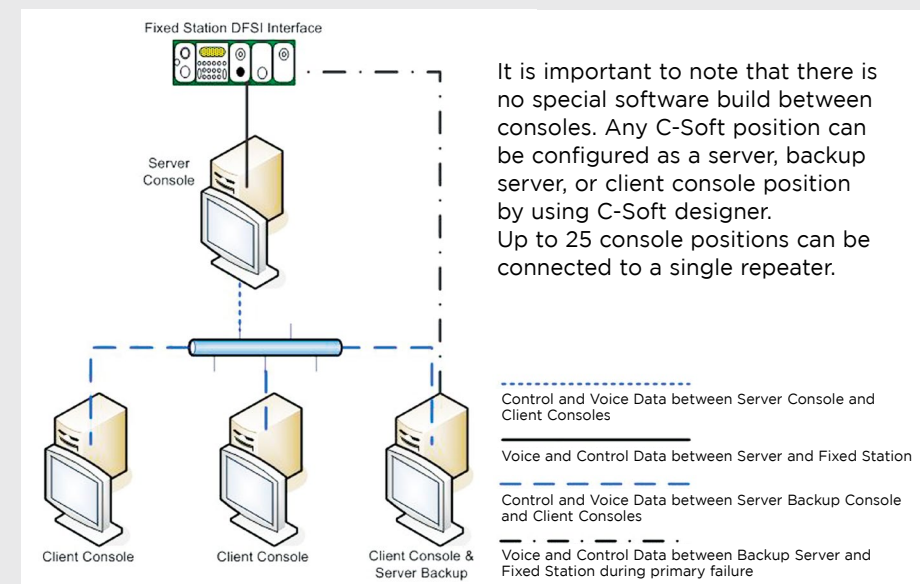 Fixed Station DFSI Interface
It is important to note that there is
no special software build between
consoles. Any C-Soft position can
be configured as a server, backup
server, or client console position
by using C-Soft designer.
Up to 25 console positions can be
connected to a single repeater.
Server
Console
Client Console
Client Console
Client Console &
Server Backup
Control and Voice Data between Server Console and
Client Consoles
Voice and Control Data between Server and Fixed Station
Control and Voice Data between Server Backup Console
and Client Consoles
Voice and Control Data between Backup Server and
Fixed Station during primary failure